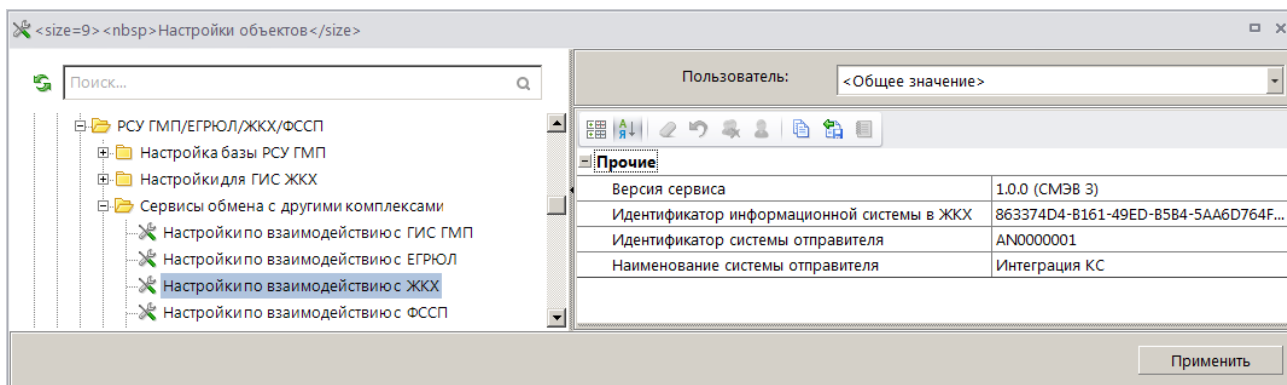 <size=9><nbsp>Настройки объектов</size>
Поиск...
РСУ ГМП/ЕГРЮЛ/ЖКХ/ФССП
Настройка базы РСУ ГМП
Настройки для ГИС ЖКХ
Сервисы обмена с другими комплексами
Настройки по взаимодействию с ГИС ГМП
Настройки по взаимодействию с ЕГРЮЛ
Настройки по взаимодействию с ЖКХ
Настройки по взаимодействию с ФССП
Пользователь: <Общее значение>
Прочие
Версия сервиса 1.0.0 (СМЭВ 3)
Идентификатор информационной системы в ЖКХ 863374D4-B161-49ED-B5B4-5AA6D764F...
Идентификатор системы отправителя AN0000001
Наименование системы отправителя Интеграция КС
Применить